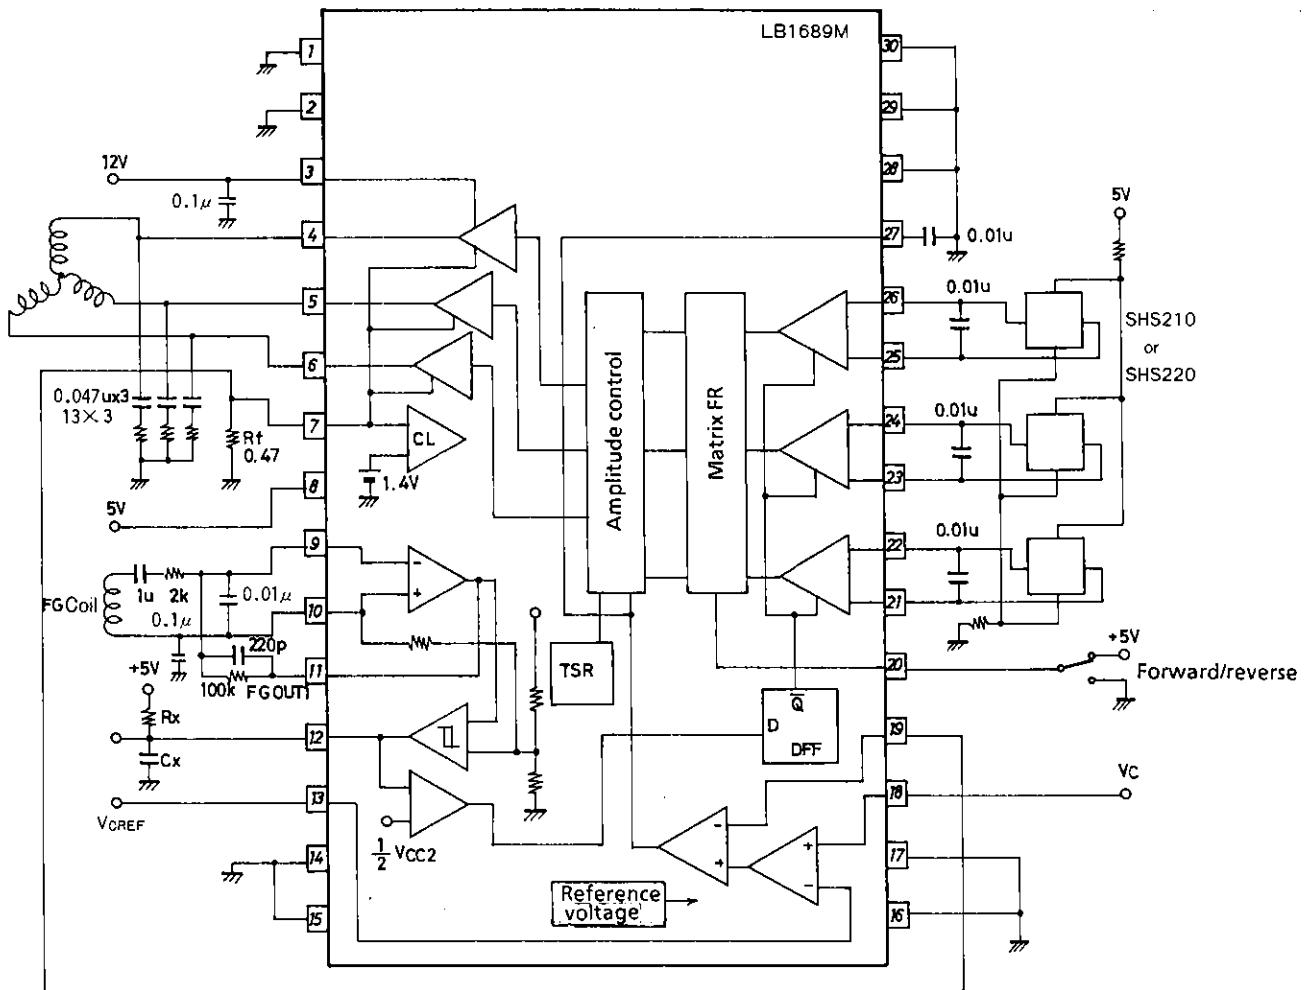 LB1689M
1
2
3
4
5
6
7
8
9
10
11
12
13
14
15
30
29
28
27
26
25
24
23
22
21
20
19
18
17
16
12V
0.1µ
0.047ux3
13×3
Rf
0.47
5V
FGCoil
1u
2k
0.01µ
0.1µ
220p
100k
FGOUT1
+5V
Rx
Cx
VCREF
CL
1.4V
-
+
TSR
1/2 VCC2
Amplitude control
Matrix FR
Q
D
DFF
-
+
+
-
Reference
voltage
0.01u
5V
0.01u
SHS210
or
SHS220
0.01u
0.01u
+5V
Forward/reverse
VC